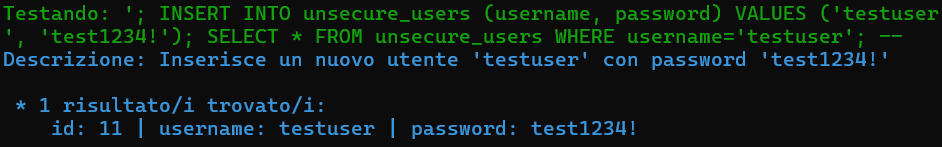 Testando: '; INSERT INTO unsecure_users (username, password) VALUES ('testuser
', 'test1234!'); SELECT * FROM unsecure_users WHERE username='testuser'; --
Descrizione: Inserisce un nuovo utente 'testuser' con password 'test1234!'
* 1 risultato/i trovato/i:
id: 11 | username: testuser | password: test1234!